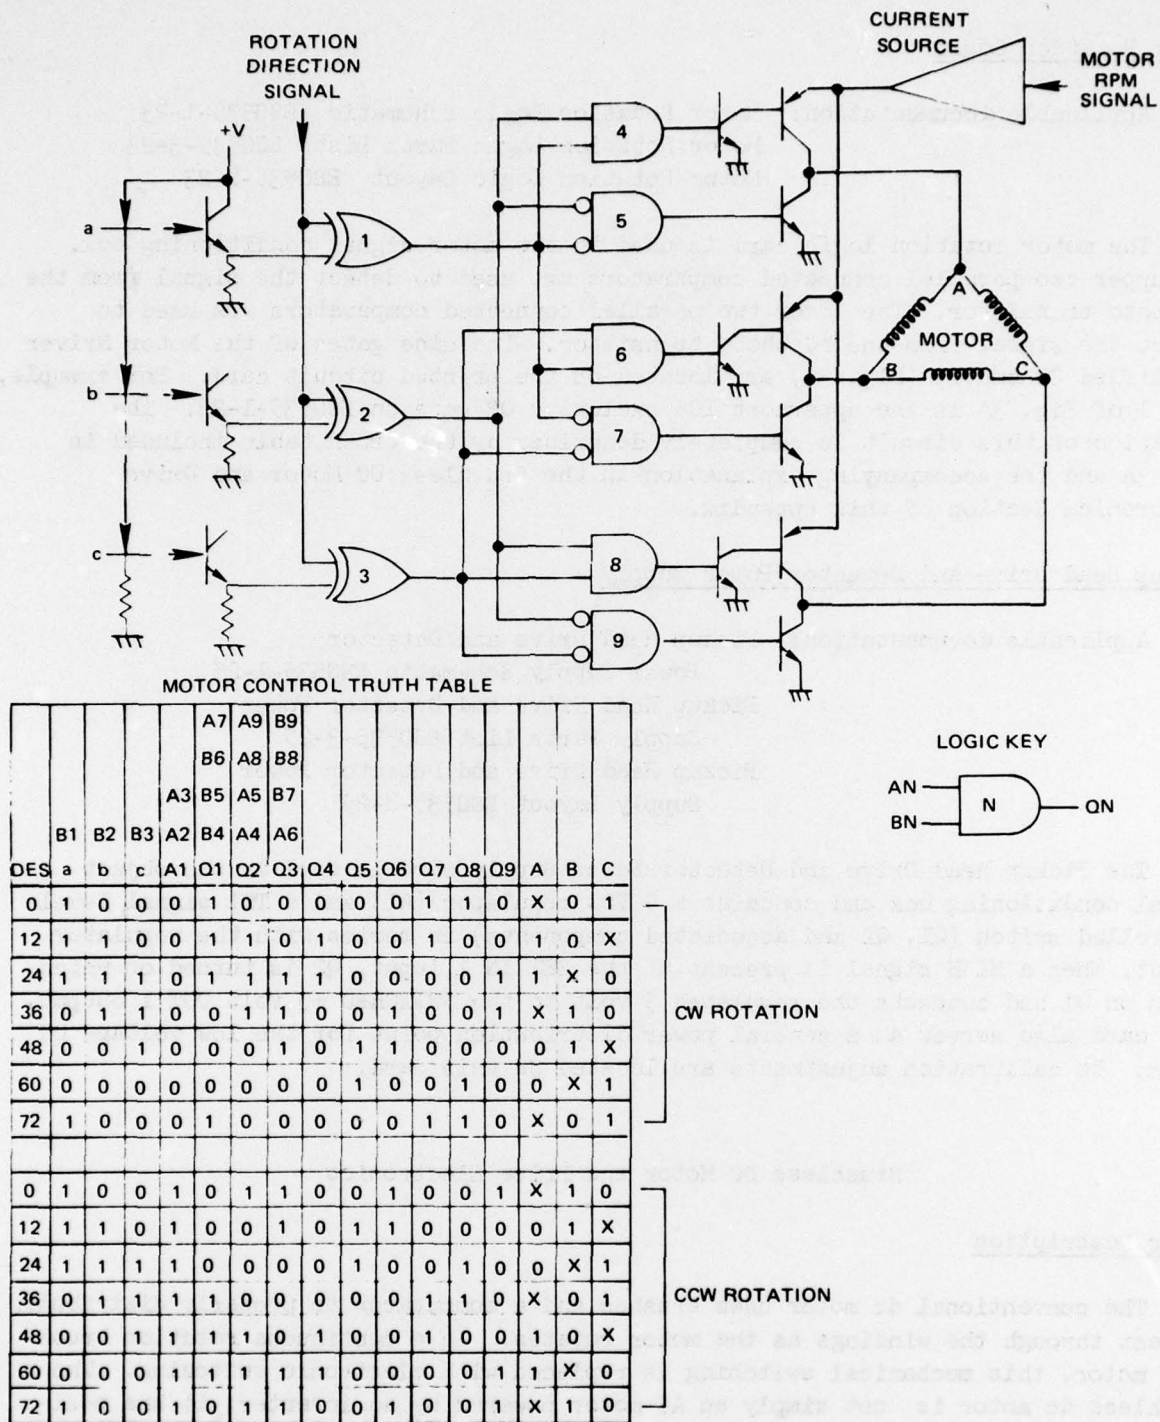 CURRENT
SOURCE
MOTOR
RPM
SIGNAL
ROTATION
DIRECTION
SIGNAL
+V
a
b
c
1
2
3
4
5
6
7
8
9
A
MOTOR
B C
MOTOR CONTROL TRUTH TABLE
A7 A9 B9
B6 A8 B8
A3 B5 A5 B7
B1 B2 B3 A2 B4 A4 A6
DES a b c A1 Q1 Q2 Q3 Q4 Q5 Q6 Q7 Q8 Q9 A B C
0 1 0 0 0 1 0 0 0 0 0 1 1 0 X 0 1
12 1 1 0 0 1 1 0 1 0 0 1 0 0 1 0 X
24 1 1 1 0 1 1 1 1 0 0 0 0 1 1 X 0
36 0 1 1 0 0 1 1 0 0 1 0 0 1 X 1 0
48 0 0 1 0 0 0 1 0 1 1 0 0 0 0 1 X
60 0 0 0 0 0 0 0 0 1 0 0 1 0 0 X 1
72 1 0 0 0 1 0 0 0 0 0 1 1 0 X 0 1
CW ROTATION
0 1 0 0 1 0 1 1 0 0 1 0 0 1 X 1 0
12 1 1 0 1 0 0 1 0 1 1 0 0 0 0 1 X
24 1 1 1 1 0 0 0 0 1 0 0 1 0 0 X 1
36 0 1 1 1 1 0 0 0 0 0 1 1 0 X 0 1
48 0 0 1 1 1 1 0 1 0 0 1 0 0 1 0 X
60 0 0 0 1 1 1 1 1 0 0 0 0 1 1 X 0
72 1 0 0 1 0 1 1 0 0 1 0 0 1 X 1 0
CCW ROTATION
LOGIC KEY
AN
BN
N
QN